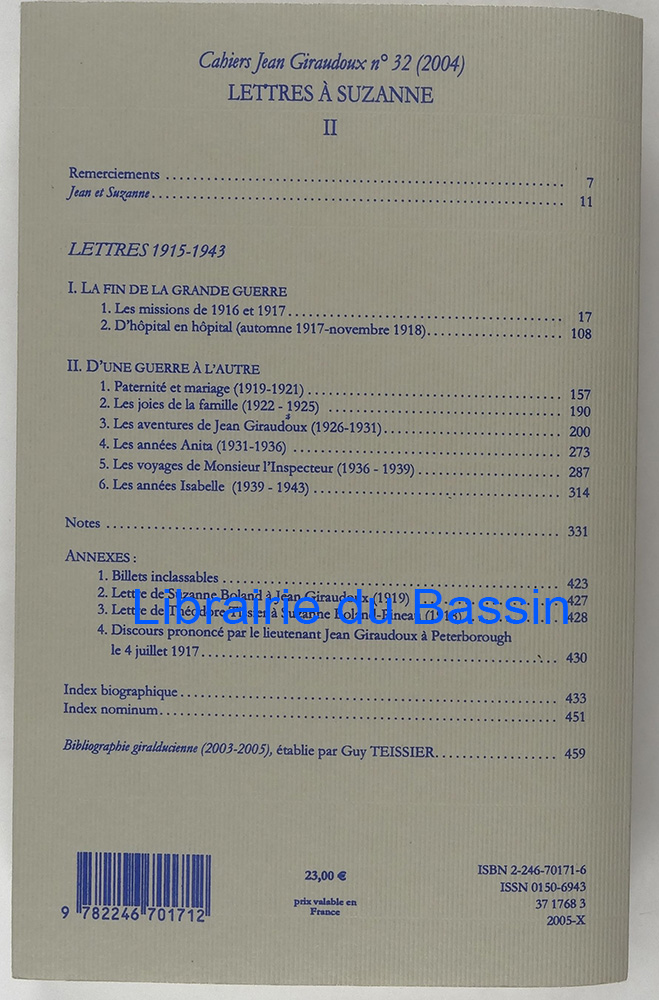 Cahiers Jean Giraudoux n° 32 (2004)
LETTRES À SUZANNE
II
Remerciements ........ 7
Jean et Suzanne ........ 11
LETTRES 1915-1943
I. LA FIN DE LA GRANDE GUERRE
1. Les missions de 1916 et 1917 ........ 17
2. D'hôpital en hôpital (automne 1917-novembre 1918) ........ 108
II. D'UNE GUERRE À L'AUTRE
1. Paternité et mariage (1919-1921) ........ 157
2. Les joies de la famille (1922 - 1925) ........ 190
3. Les aventures de Jean Giraudoux (1926-1931) ........ 200
4. Les années Anita (1931-1936) ........ 273
5. Les voyages de Monsieur l'Inspecteur (1936 - 1939) ........ 287
6. Les années Isabelle (1939 - 1943) ........ 314
Notes ........ 331
ANNEXES :
1. Billets inclassables ........ 423
2. Lettre de Suzanne Boland à Jean Giraudoux (1919) 427
3. Lettre de Théodore à Suzanne Boland-Pineau 428
Librairie du Bassin
4. Discours prononcé par le lieutenant Jean Giraudoux à Peterborough
le 4 juillet 1917 ........ 430
Index biographique ........ 433
Index nominum ........ 451
Bibliographie giralducienne (2003-2005), établie par Guy TEISSIER ........ 459
9 782246 701712
23,00 €
prix valable en
France
ISBN 2-246-70171-6
ISSN 0150-6943
37 1768 3
2005-X